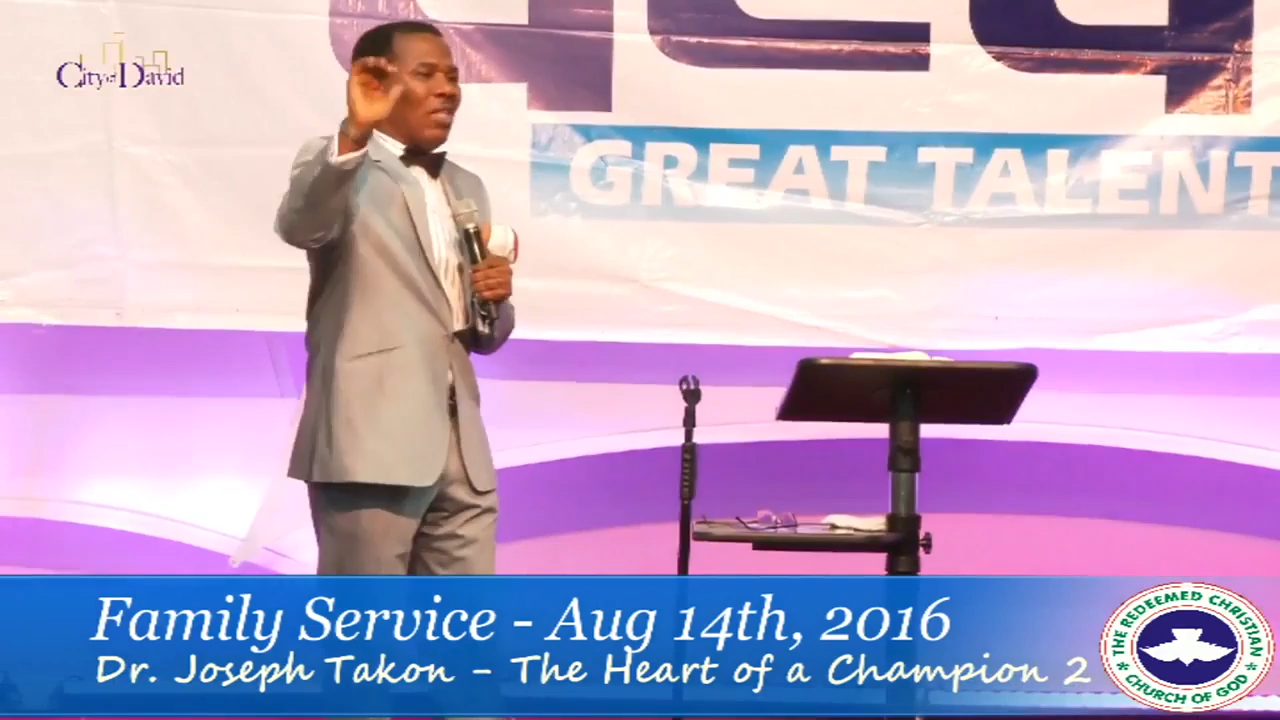 City of David
GREAT TALENT
Family Service - Aug 14th, 2016
Dr. Joseph Takon - The Heart of a Champion 2
THE REDEEMED CHRISTIAN
CHURCH OF GOD